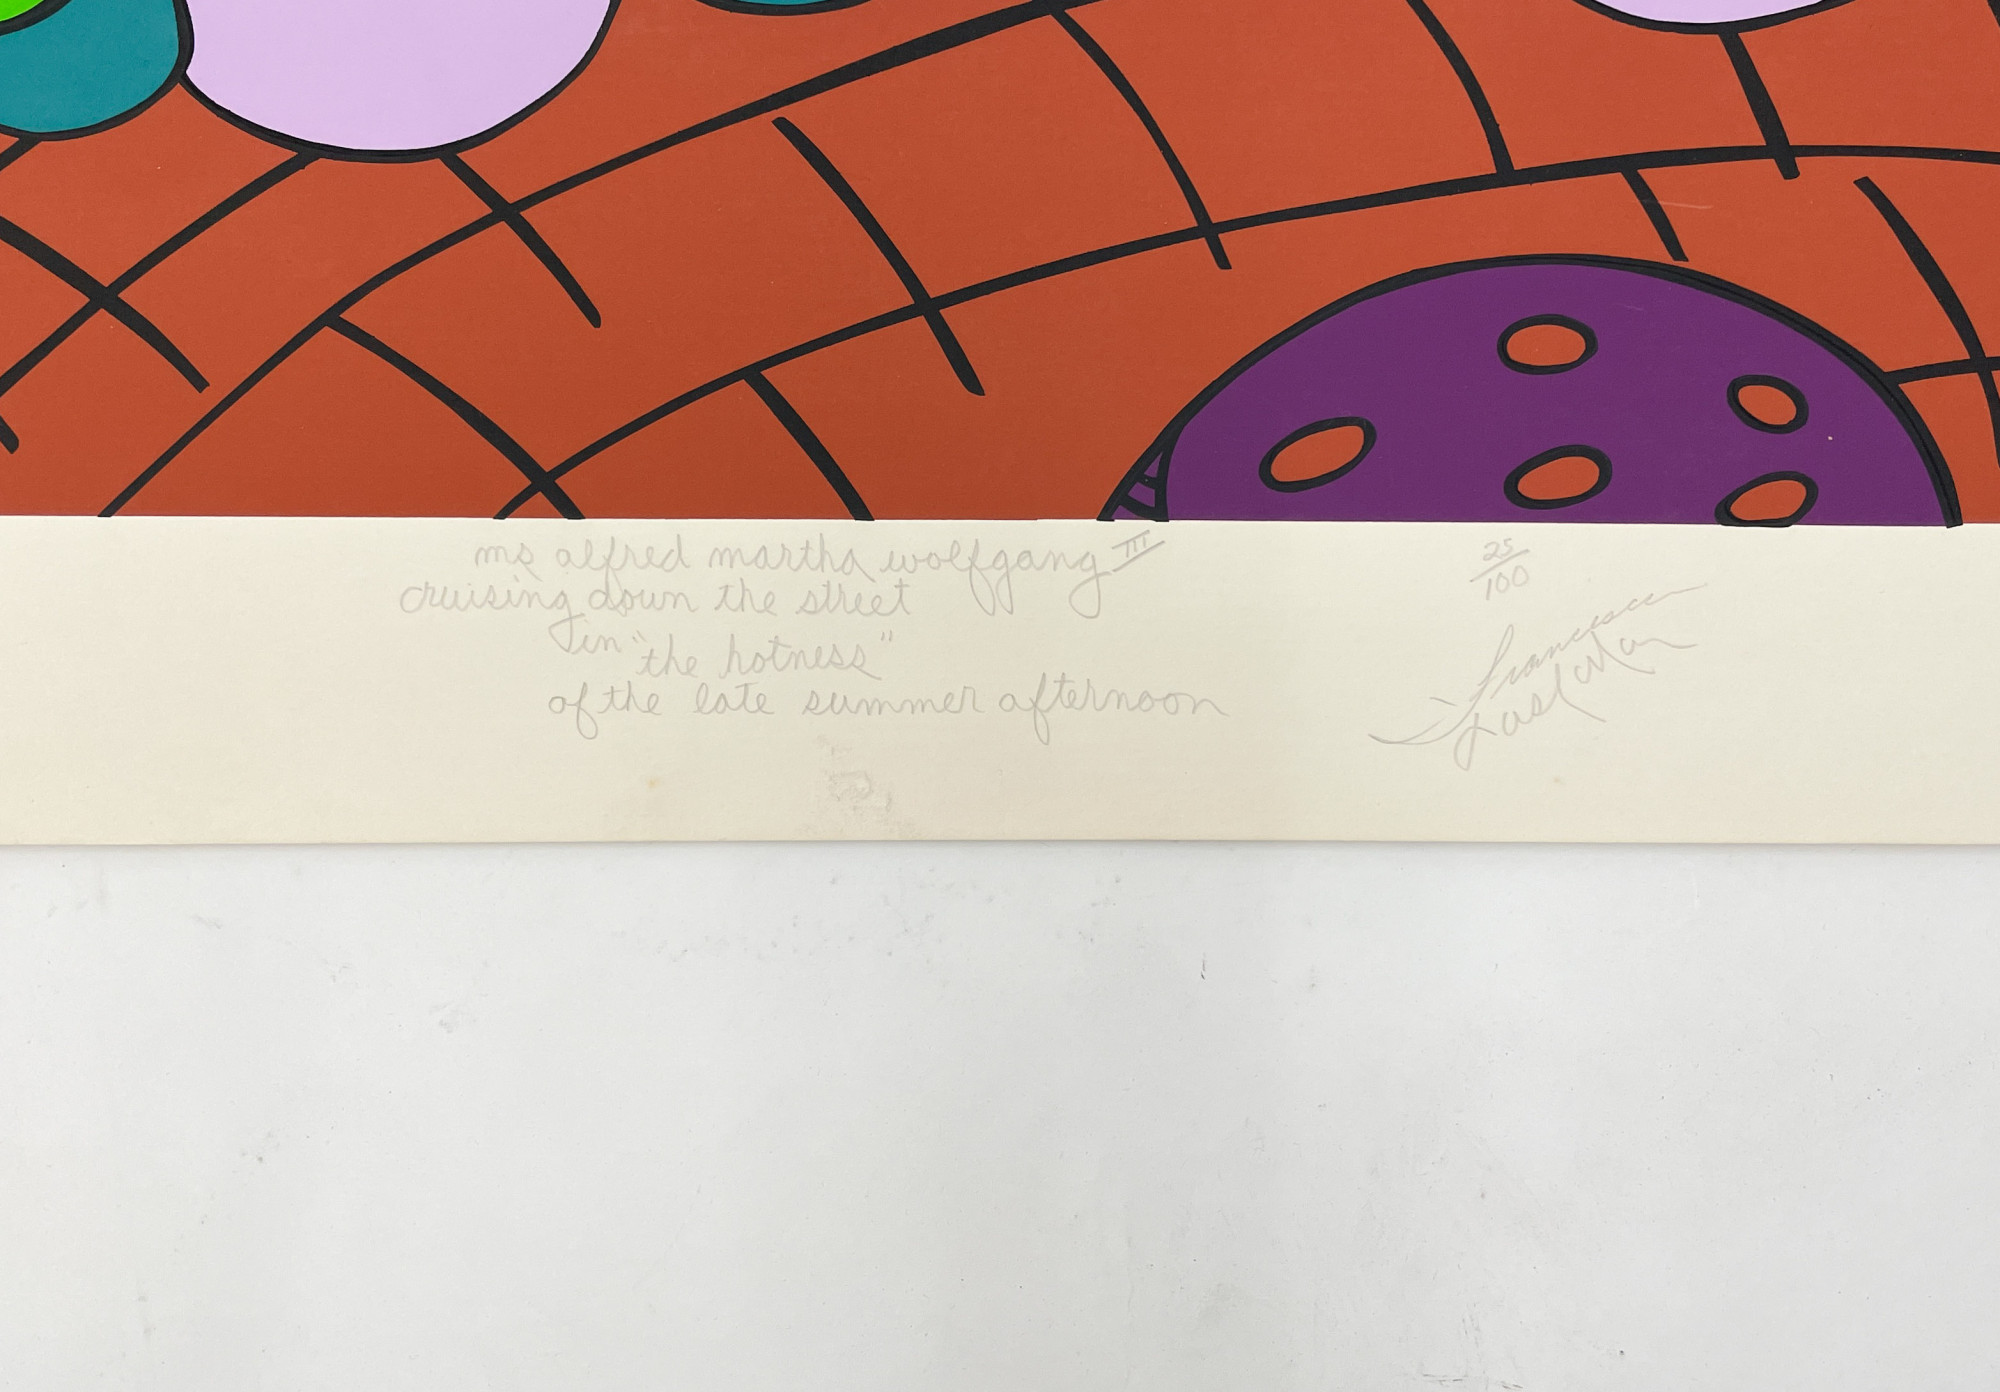 ms alfred martha wolfgang III
cruising down the street
in "the hotness"
of the late summer afternoon
25/100